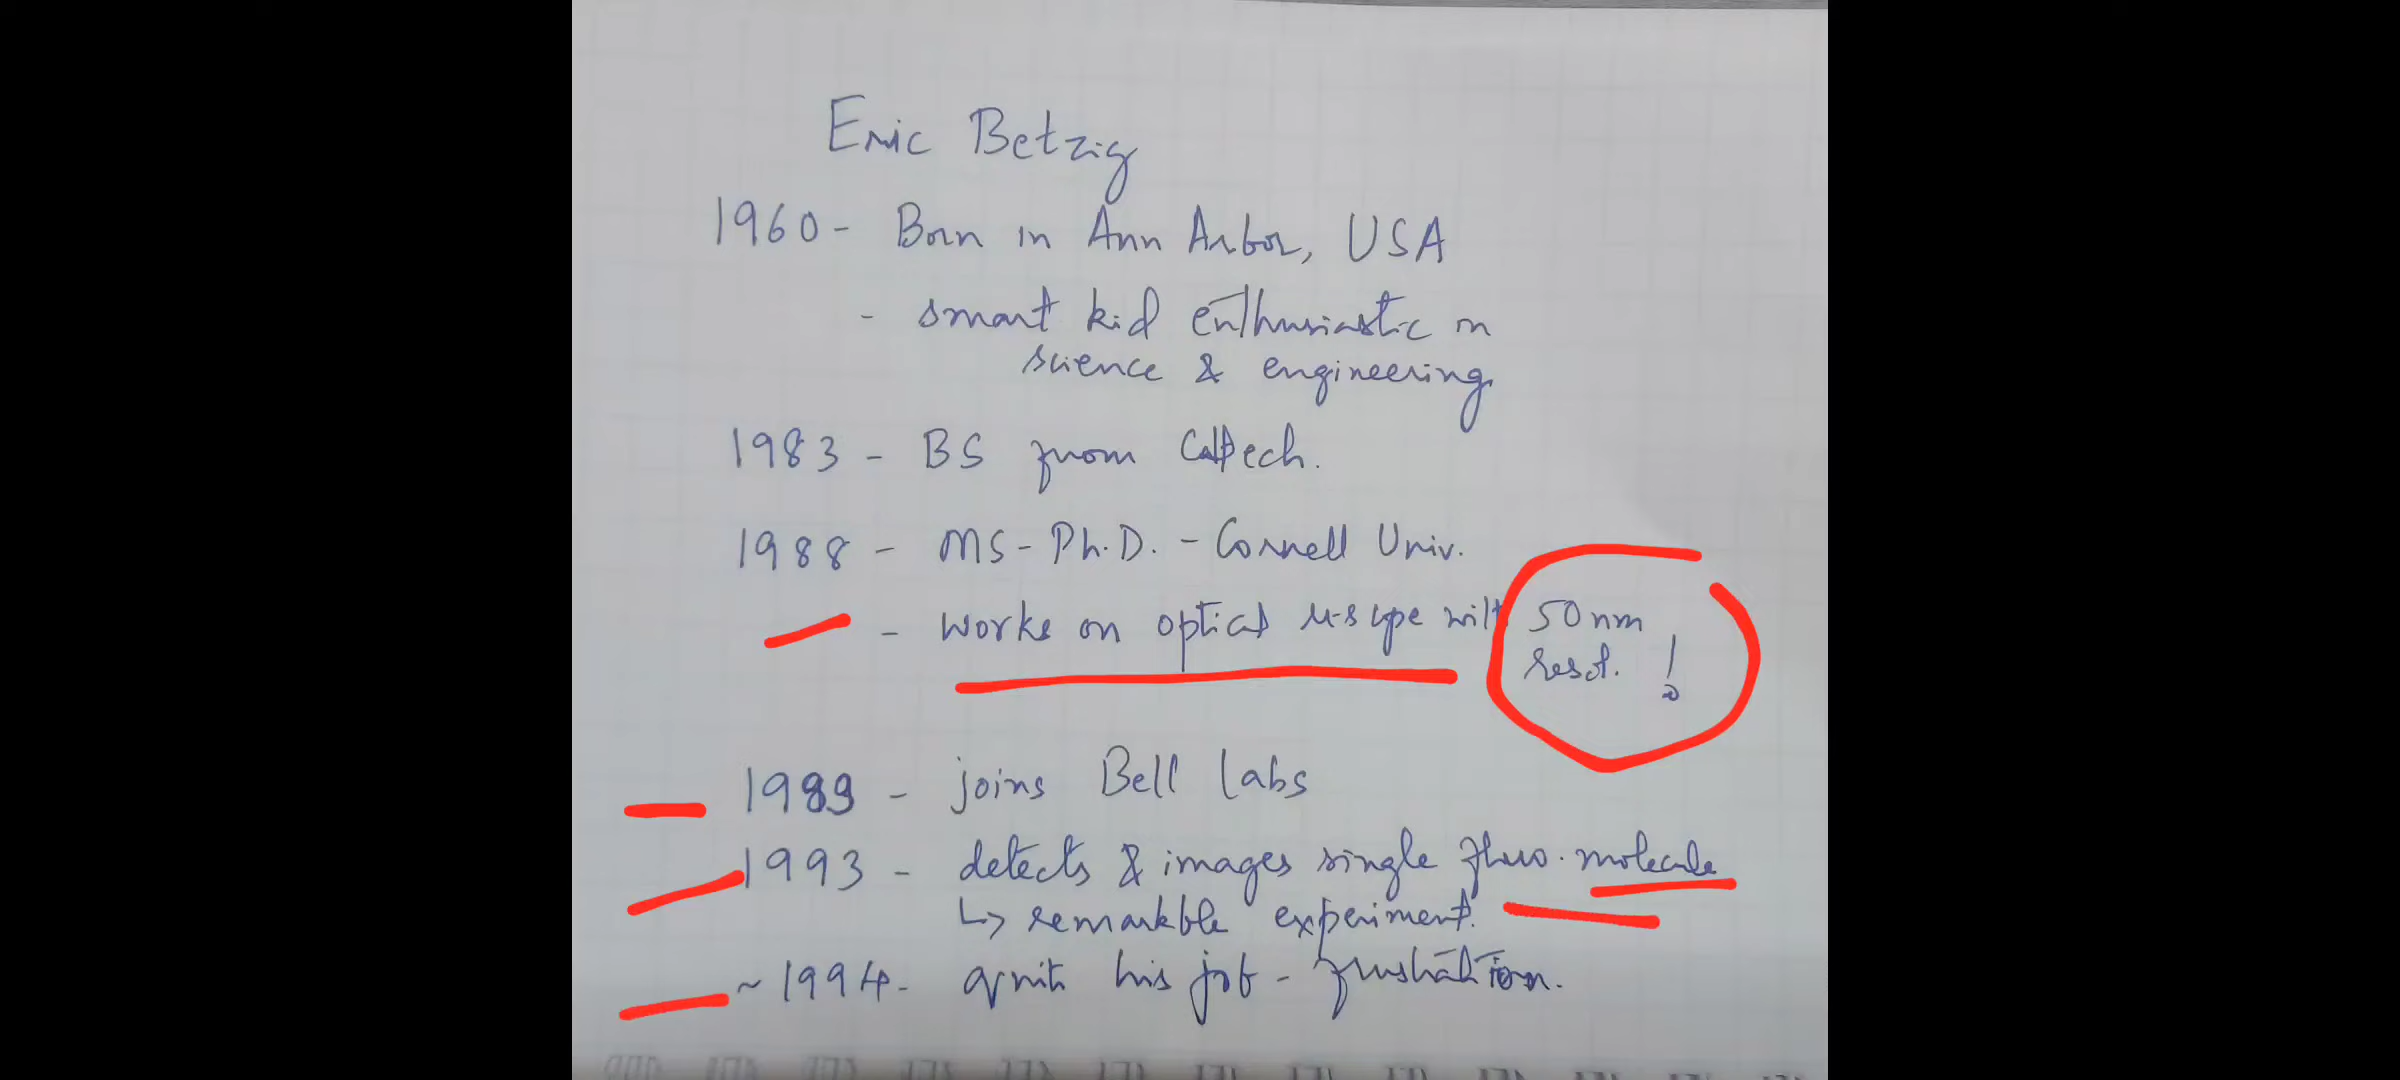 Eric Betzig
1960 - Born in Ann Arbor, USA
- smart kid enthusiastic in
science & engineering.
1983 - BS from Caltech.
1988 - MS - Ph.D. - Cornell Univ.
- works on optical μ-scope with 50 nm
resol. !
1989 - joins Bell Labs
1993 - detects & images single fluo. molecule
↳ remarkble experiment.
~ 1994 - quits his job - frustration.